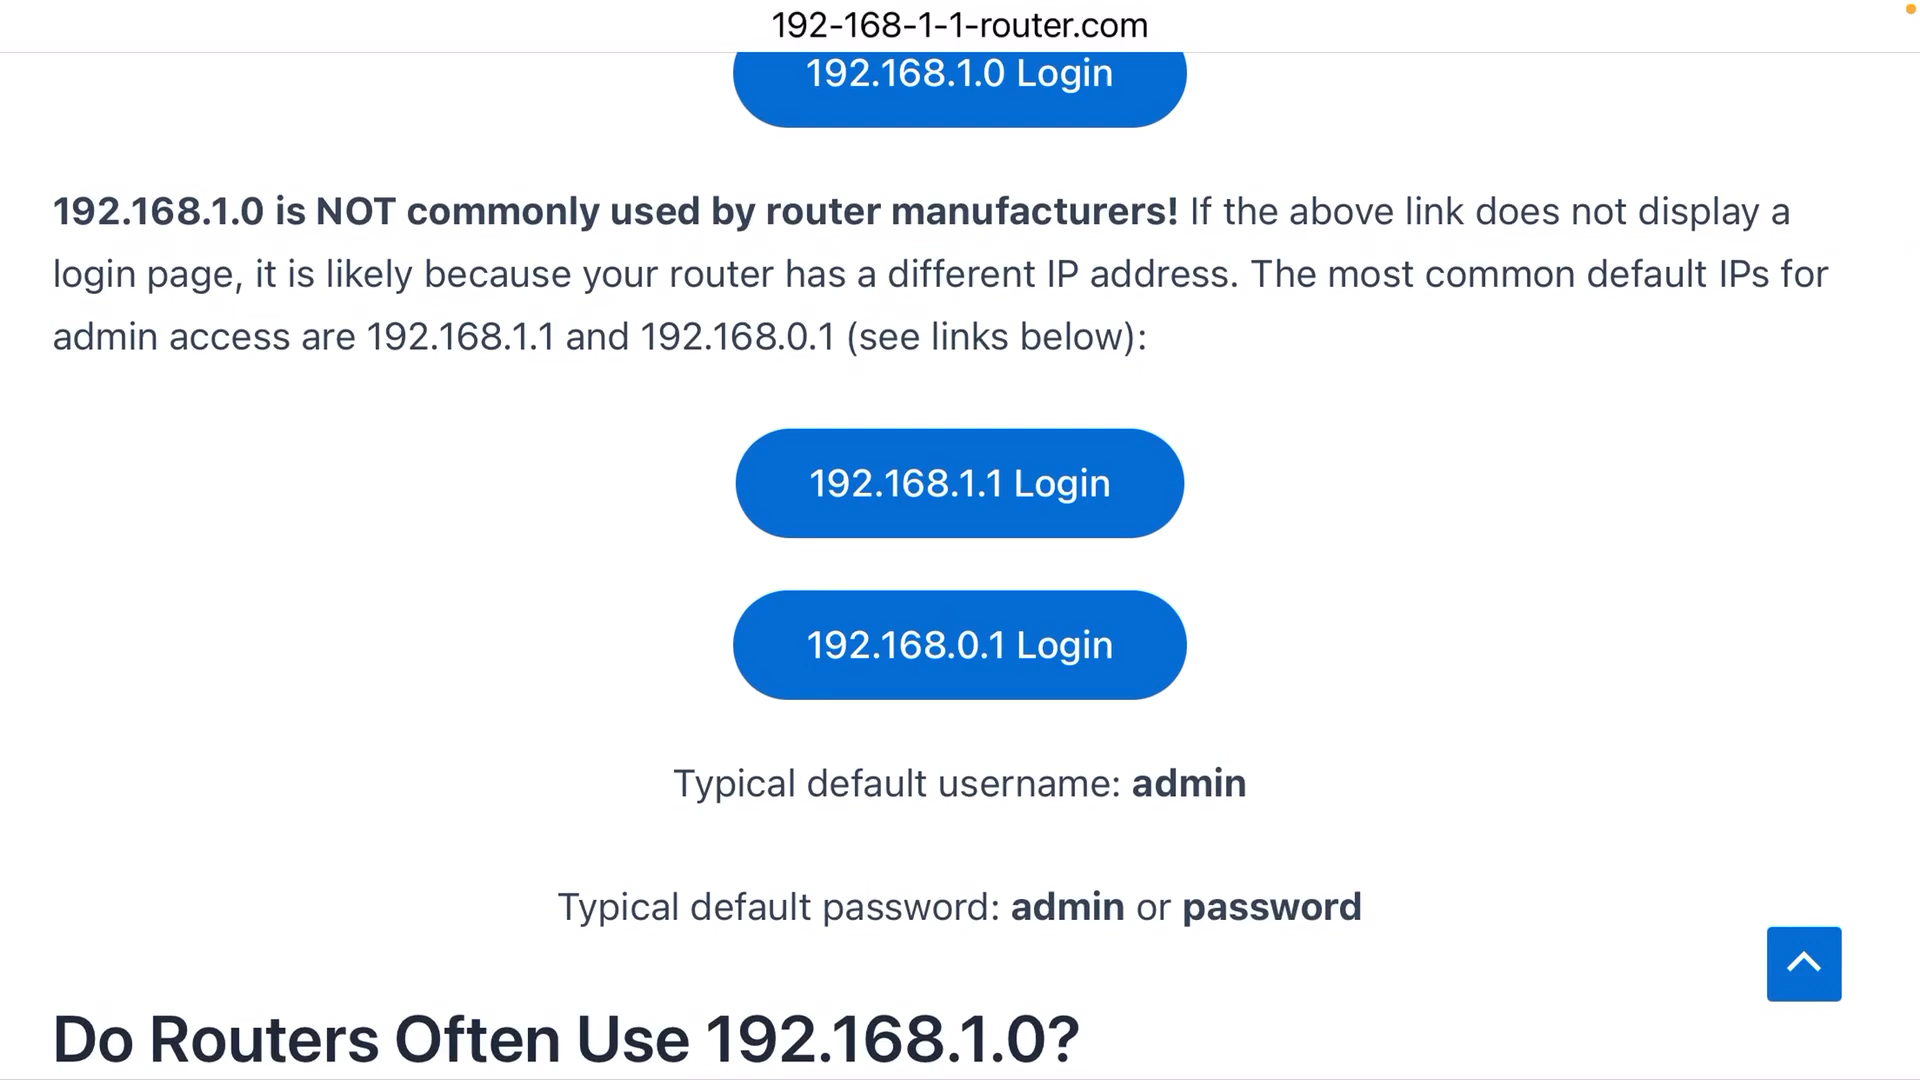 192-168-1-1-router.com
192.168.1.0 Login
192.168.1.0 is NOT commonly used by router manufacturers! If the above link does not display a
login page, it is likely because your router has a different IP address. The most common default IPs for
admin access are 192.168.1.1 and 192.168.0.1 (see links below):
192.168.1.1 Login
192.168.0.1 Login
Typical default username: admin
Typical default password: admin or password
Do Routers Often Use 192.168.1.0?